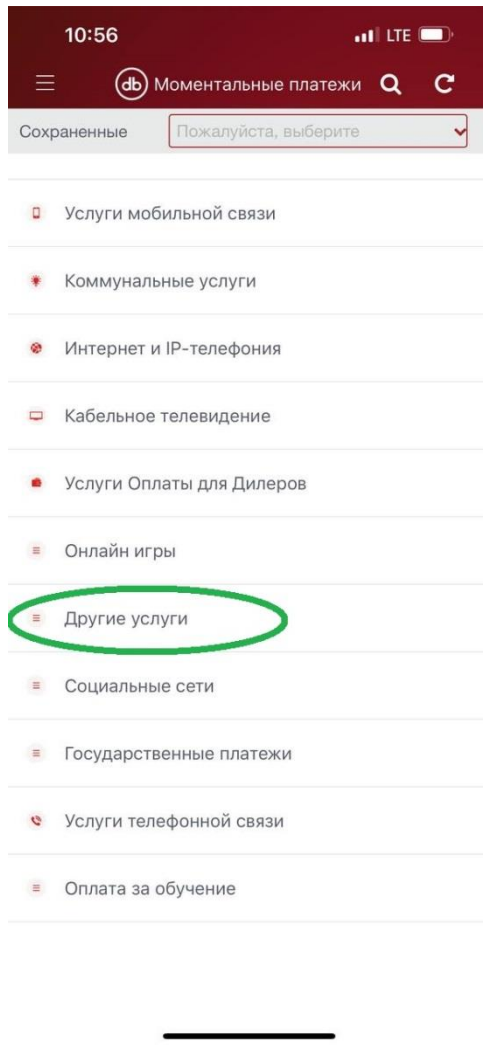 10:56 LTE
db Моментальные платежи
Сохраненные Пожалуйста, выберите
Услуги мобильной связи
Коммунальные услуги
Интернет и IP-телефония
Кабельное телевидение
Услуги Оплаты для Дилеров
Онлайн игры
Другие услуги
Социальные сети
Государственные платежи
Услуги телефонной связи
Оплата за обучение